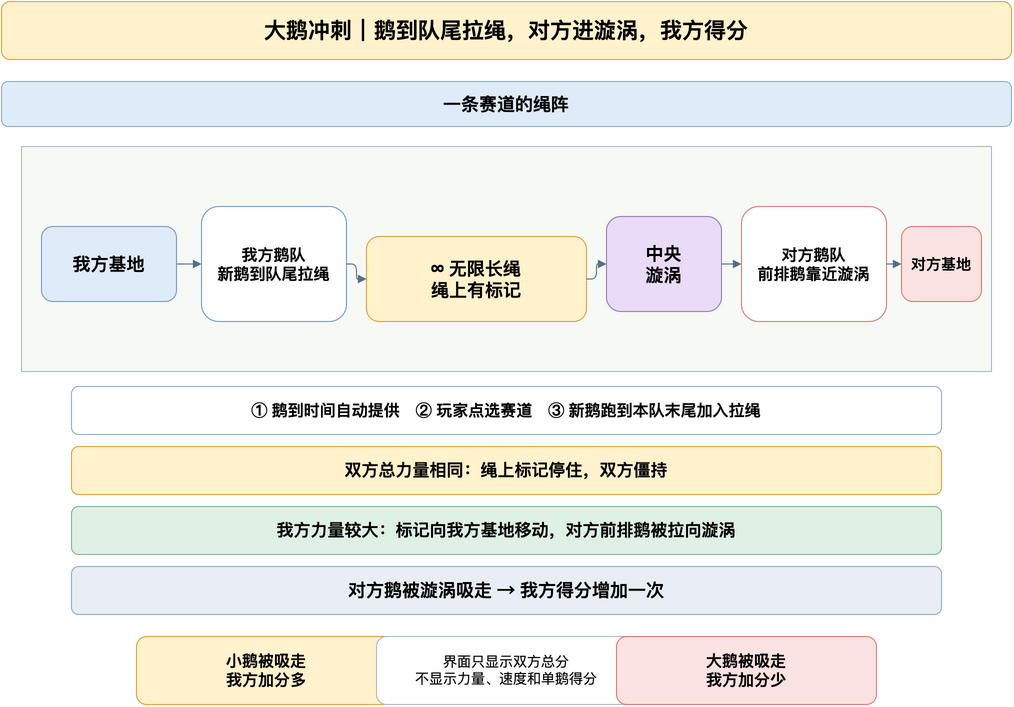 大鹅冲刺｜鹅到队尾拉绳，对方进漩涡，我方得分
一条赛道的绳阵
我方基地
我方鹅队
新鹅到队尾拉绳
∞ 无限长绳
绳上有标记
中央
漩涡
对方鹅队
前排鹅靠近漩涡
对方基地
① 鹅到时间自动提供　② 玩家点选赛道　③ 新鹅跑到本队末尾加入拉绳
双方总力量相同：绳上标记停住，双方僵持
我方力量较大：标记向我方基地移动，对方前排鹅被拉向漩涡
对方鹅被漩涡吸走 → 我方得分增加一次
小鹅被吸走
我方加分多
界面只显示双方总分
不显示力量、速度和单鹅得分
大鹅被吸走
我方加分少